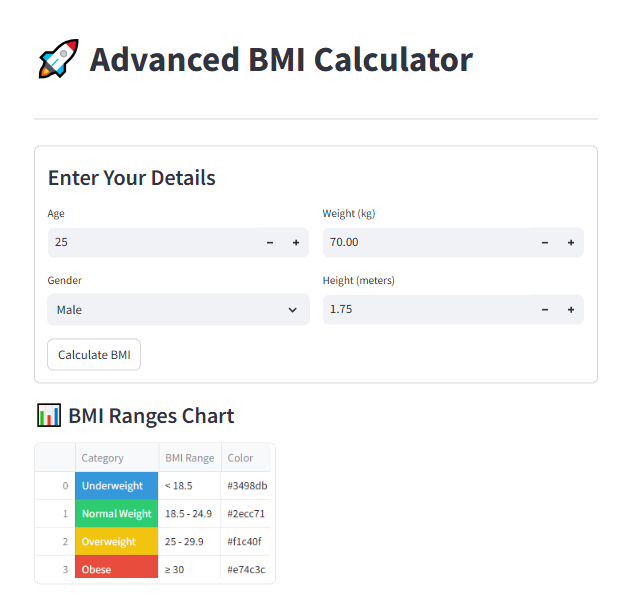 Advanced BMI Calculator
Enter Your Details
Age
25
Weight (kg)
70.00
Gender
Male
Height (meters)
1.75
Calculate BMI
BMI Ranges Chart
Category BMI Range Color
0 Underweight < 18.5 #3498db
1 Normal Weight 18.5 - 24.9 #2ecc71
2 Overweight 25 - 29.9 #f1c40f
3 Obese ≥ 30 #e74c3c